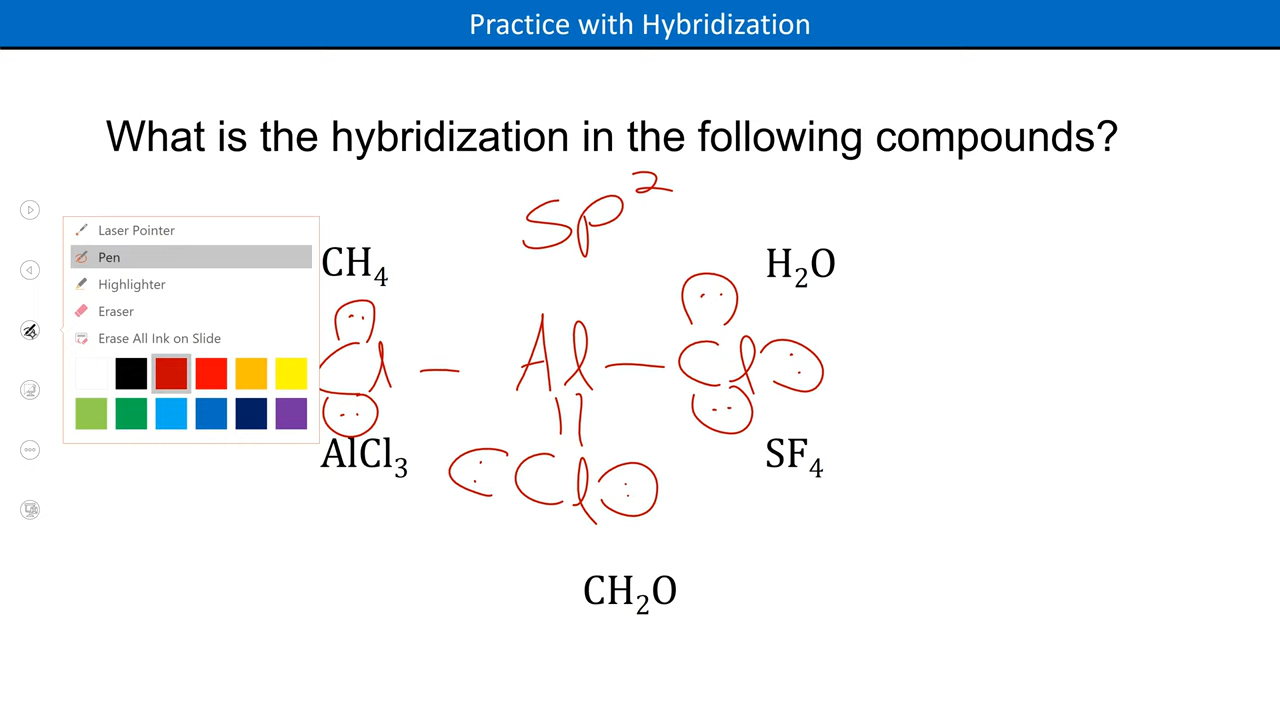 Practice with Hybridization
What is the hybridization in the following compounds?
sp²
Laser Pointer
Pen
Highlighter
Eraser
Erase All Ink on Slide
CH₄
H₂O
Cl – Al – Cl
AlCl₃
SF₄
Cl
CH₂O